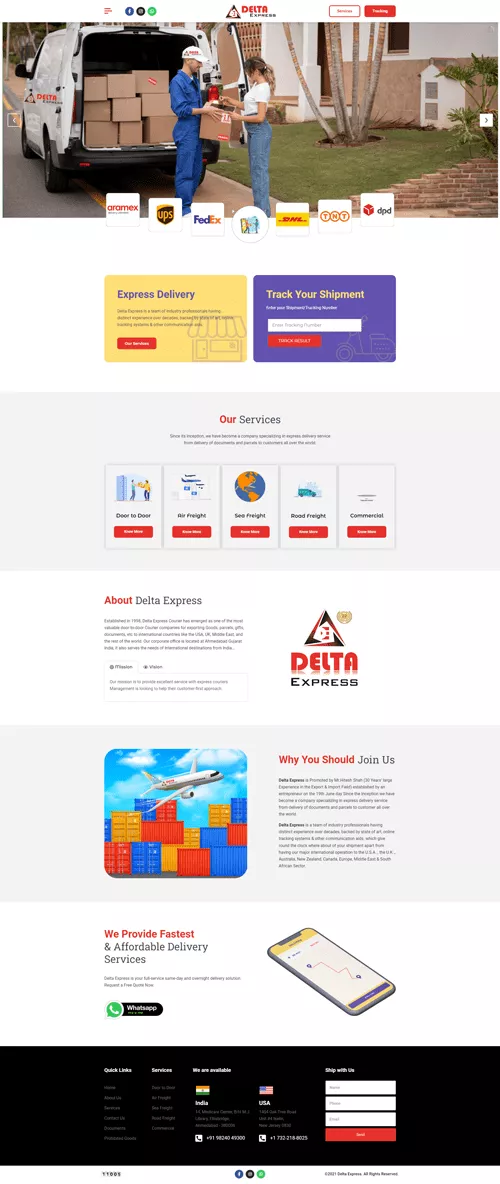 DELTA
EXPRESS
Services
Tracking
DELTA
aramex
ups
FedEx
DHL
TNT
dpd
Express Delivery
Delta Express is a team of industry professionals having
distinct experience over decades, backed by state of art, online
tracking systems & other communication aids.
Our Services
Track Your Shipment
Enter your Shipment Tracking Number
Enter Tracking Number
TRACK RESULT
Our Services
Since its inception, we have become a company specializing in express delivery service
from delivery of documents and parcels to customers all over the world.
Door to Door
Air Freight
Sea Freight
Road Freight
Commercial
Know More
Know More
Know More
Know More
Know More
About Delta Express
Established in 1998, Delta Express Courier has emerged as one of the most
valuable door-to-door Courier companies for exporting Goods, parcels, gifts,
documents, etc to international countries like the USA, UK, Middle East, and
the rest of the world. Our corporate office is located at Ahmedabad Gujarat
India, it also serves the needs of International destinations from India...
Mission
Vision
Our mission is to provide excellent service with express couriers
Management is looking to help their customer-first approach.
DELTA
EXPRESS
Why You Should Join Us
Delta Express is Promoted by Mr.Hitesh Shah (30 Years' large
Experience in the Export & Import Field) established by an
entrepreneur on the 19th June day Since the Inception we have
become a company specializing in express delivery service
from delivery of documents and parcels to customer all over
the world.
Delta Express is a team of industry professionals having
distinct experience over decades, backed by state of art, online
tracking systems & other communication aids, which give
round the clock where about of your shipment apart from
having our major international operation to the U.S.A.., the U.K...,
Australia, New Zealand, Canada, Europe, Middle East & South
African Sector.
We Provide Fastest
& Affordable Delivery
Services
Delta Express is your full-service same-day and overnight delivery solution.
Request a Free Quote Now.
Whatsapp
Quick Links
Home
About Us
Services
Contact Us
Documents
Prohibited Goods
Services
Door to Door
Air Freight
Sea Freight
Road Freight
Commercial
We are available
India
Ahmedabad - 380006
+91 98240 49300
USA
1404 Oak Tree Road
New Jersey 0830
+1 732-218-8025
Ship with Us
Name
Phone
Email
Send
©2021 Delta Express. All Rights Reserved.